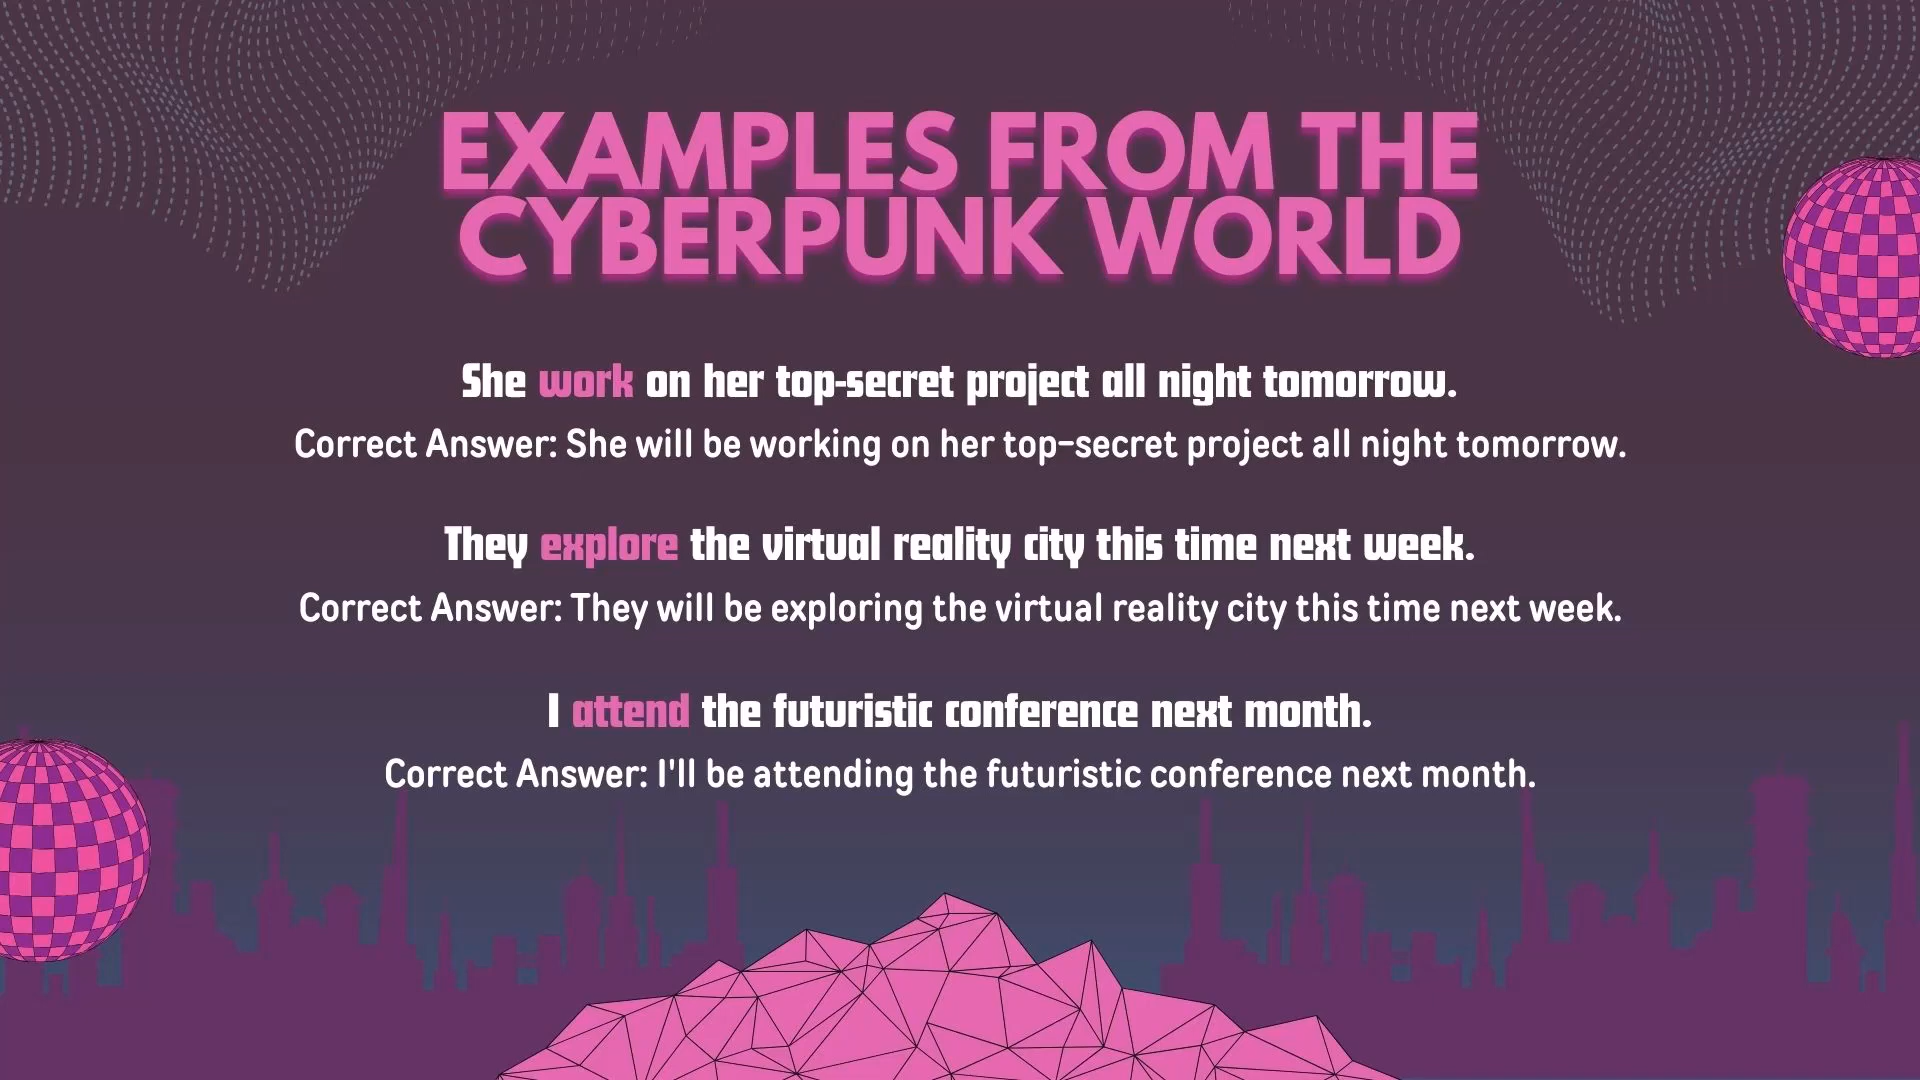 EXAMPLES FROM THE
CYBERPUNK WORLD
She work on her top-secret project all night tomorrow.
Correct Answer: She will be working on her top-secret project all night tomorrow.
They explore the virtual reality city this time next week.
Correct Answer: They will be exploring the virtual reality city this time next week.
I attend the futuristic conference next month.
Correct Answer: I'll be attending the futuristic conference next month.